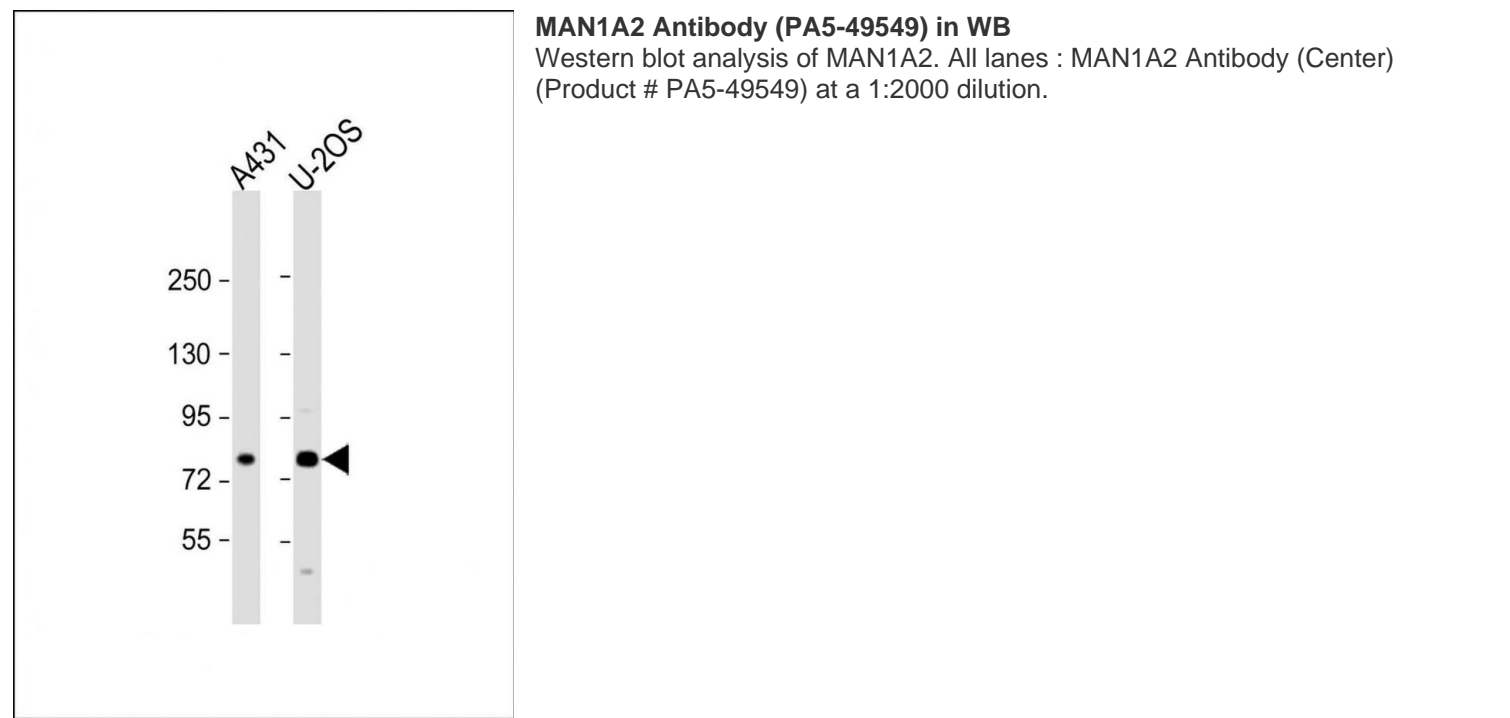 MAN1A2 Antibody (PA5-49549) in WB
Western blot analysis of MAN1A2. All lanes : MAN1A2 Antibody (Center)
(Product # PA5-49549) at a 1:2000 dilution.
A431 U-2OS
250
130
95
72
55